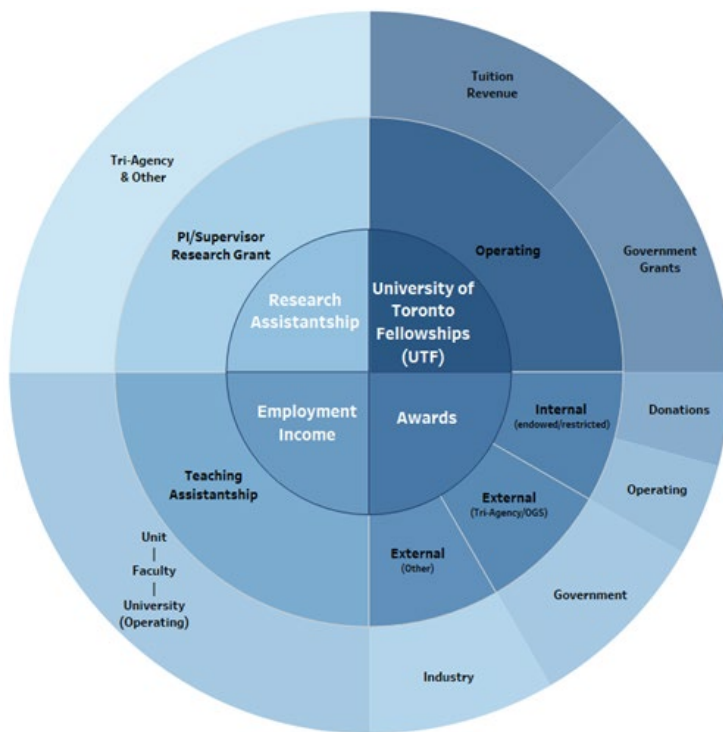 Tuition
Revenue
Tri-Agency
& Other
PI/Supervisor
Research Grant
Operating
Government
Grants
Research
Assistantship
University of
Toronto
Fellowships
(UTF)
Employment
Income
Awards
Internal
(endowed/restricted)
Donations
Teaching
Assistantship
External
(Tri-Agency/OGS)
Operating
Unit
|
Faculty
|
University
(Operating)
External
(Other)
Government
Industry